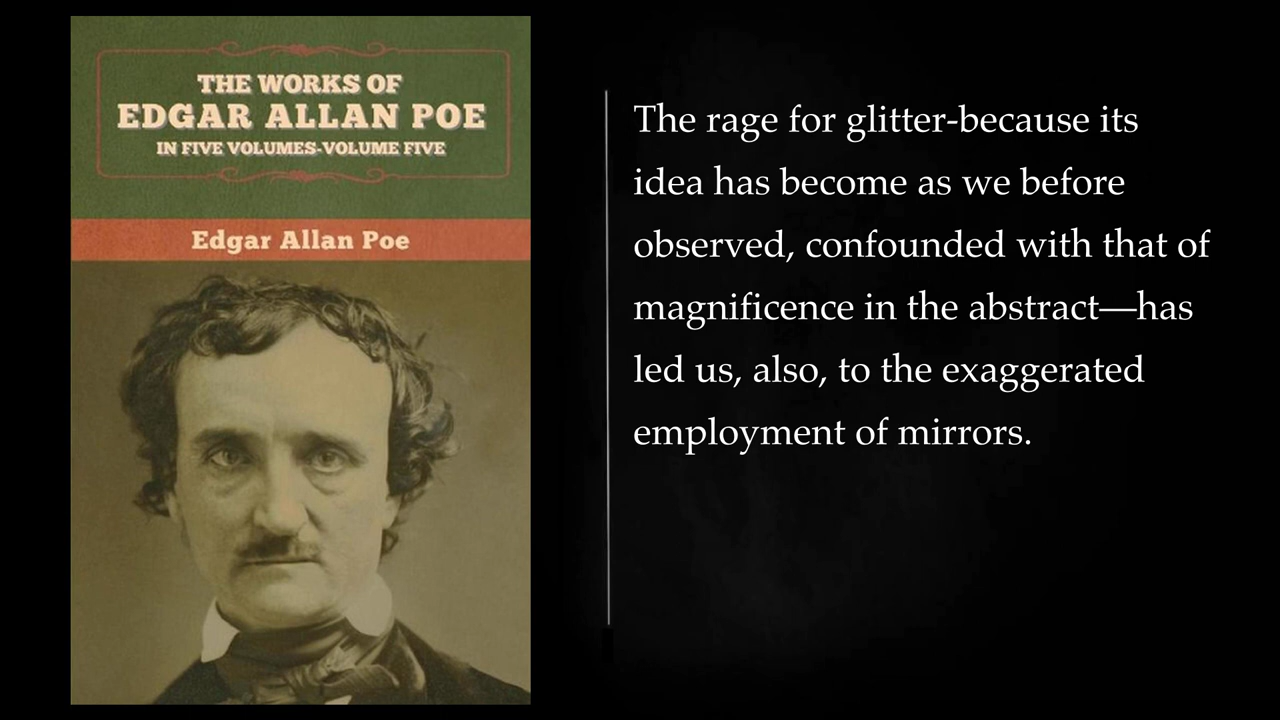 THE WORKS OF
EDGAR ALLAN POE
IN FIVE VOLUMES-VOLUME FIVE
Edgar Allan Poe
The rage for glitter-because its
idea has become as we before
observed, confounded with that of
magnificence in the abstract—has
led us, also, to the exaggerated
employment of mirrors.